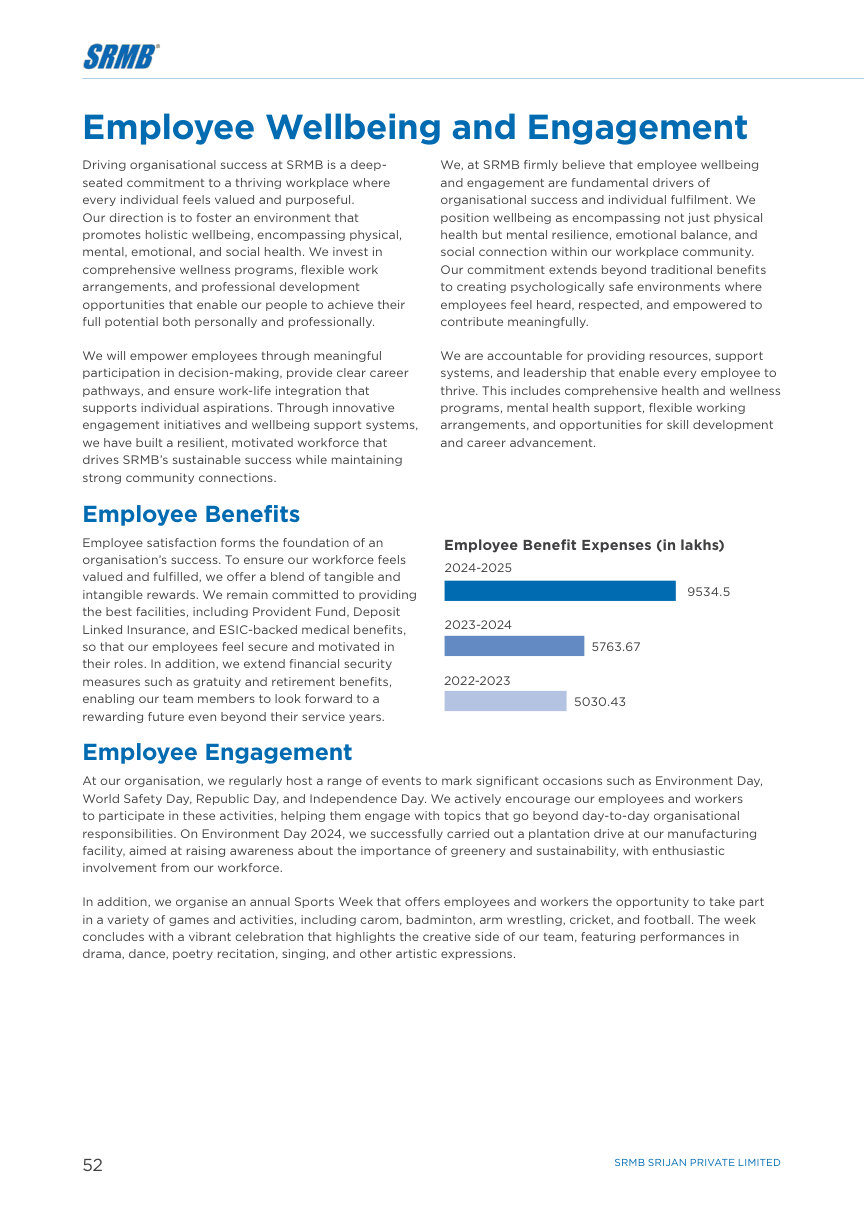 SRMB
Employee Wellbeing and Engagement
Driving organisational success at SRMB is a deep-
seated commitment to a thriving workplace where
every individual feels valued and purposeful.
Our direction is to foster an environment that
promotes holistic wellbeing, encompassing physical,
mental, emotional, and social health. We invest in
comprehensive wellness programs, flexible work
arrangements, and professional development
opportunities that enable our people to achieve their
full potential both personally and professionally.
We will empower employees through meaningful
participation in decision-making, provide clear career
pathways, and ensure work-life integration that
supports individual aspirations. Through innovative
engagement initiatives and wellbeing support systems,
we have built a resilient, motivated workforce that
drives SRMB's sustainable success while maintaining
strong community connections.
We, at SRMB firmly believe that employee wellbeing
and engagement are fundamental drivers of
organisational success and individual fulfilment. We
position wellbeing as encompassing not just physical
health but mental resilience, emotional balance, and
social connection within our workplace community.
Our commitment extends beyond traditional benefits
to creating psychologically safe environments where
employees feel heard, respected, and empowered to
contribute meaningfully.
We are accountable for providing resources, support
systems, and leadership that enable every employee to
thrive. This includes comprehensive health and wellness
programs, mental health support, flexible working
arrangements, and opportunities for skill development
and career advancement.
Employee Benefits
Employee satisfaction forms the foundation of an
organisation's success. To ensure our workforce feels
valued and fulfilled, we offer a blend of tangible and
intangible rewards. We remain committed to providing
the best facilities, including Provident Fund, Deposit
Linked Insurance, and ESIC-backed medical benefits,
so that our employees feel secure and motivated in
their roles. In addition, we extend financial security
measures such as gratuity and retirement benefits,
enabling our team members to look forward to a
rewarding future even beyond their service years.
Employee Benefit Expenses (in lakhs)
2024-2025
9534.5
2023-2024
5763.67
2022-2023
5030.43
Employee Engagement
At our organisation, we regularly host a range of events to mark significant occasions such as Environment Day,
World Safety Day, Republic Day, and Independence Day. We actively encourage our employees and workers
to participate in these activities, helping them engage with topics that go beyond day-to-day organisational
responsibilities. On Environment Day 2024, we successfully carried out a plantation drive at our manufacturing
facility, aimed at raising awareness about the importance of greenery and sustainability, with enthusiastic
involvement from our workforce.
In addition, we organise an annual Sports Week that offers employees and workers the opportunity to take part
in a variety of games and activities, including carom, badminton, arm wrestling, cricket, and football. The week
concludes with a vibrant celebration that highlights the creative side of our team, featuring performances in
drama, dance, poetry recitation, singing, and other artistic expressions.
52
SRMB SRIJAN PRIVATE LIMITED